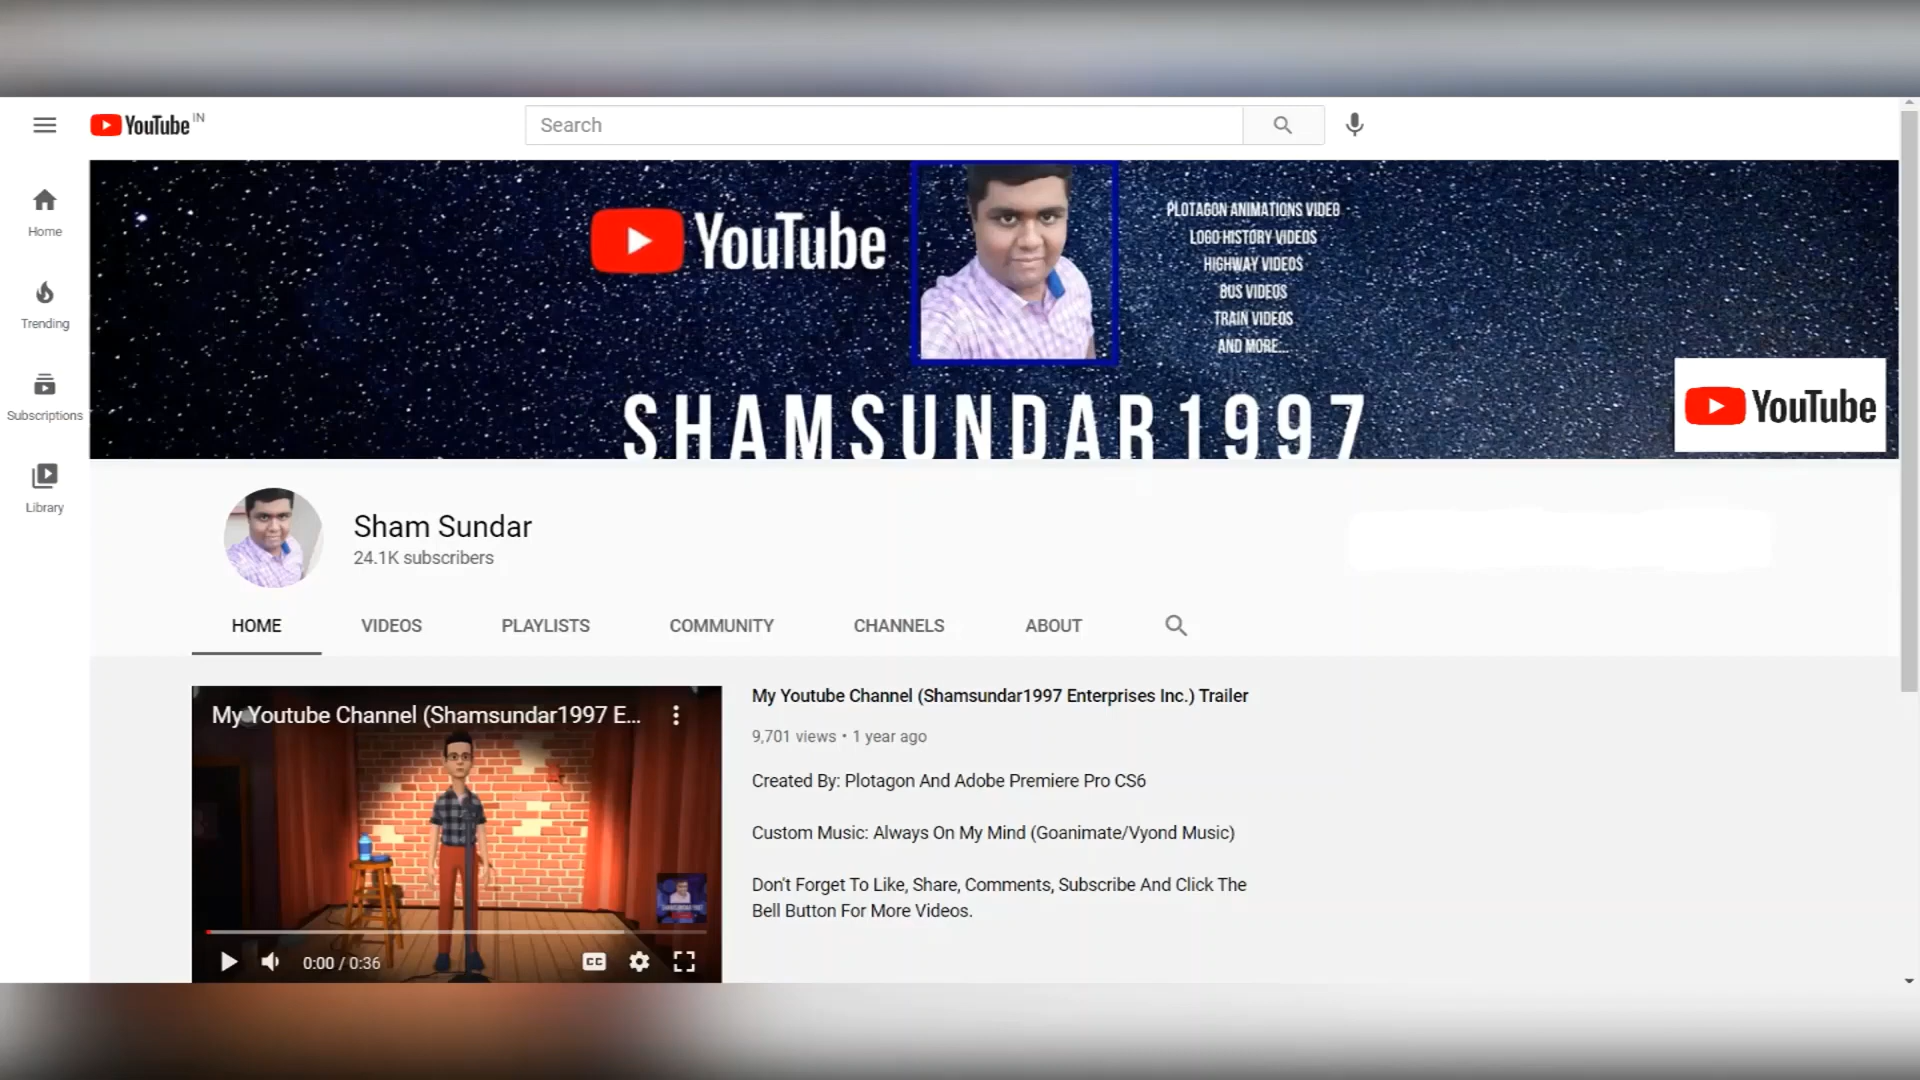 YouTube IN
Search
Home
Trending
Subscriptions
Library
YouTube
PLOTAGON ANIMATIONS VIDEO
LOGO HISTORY VIDEOS
HIGHWAY VIDEOS
BUS VIDEOS
TRAIN VIDEOS
AND MORE...
SHAMSUNDAR1997
YouTube
Sham Sundar
24.1K subscribers
HOME VIDEOS PLAYLISTS COMMUNITY CHANNELS ABOUT
My Youtube Channel (Shamsundar1997 E...
0:00 / 0:36
CC
My Youtube Channel (Shamsundar1997 Enterprises Inc.) Trailer
9,701 views • 1 year ago
Created By: Plotagon And Adobe Premiere Pro CS6
Custom Music: Always On My Mind (Goanimate/Vyond Music)
Don't Forget To Like, Share, Comments, Subscribe And Click The
Bell Button For More Videos.